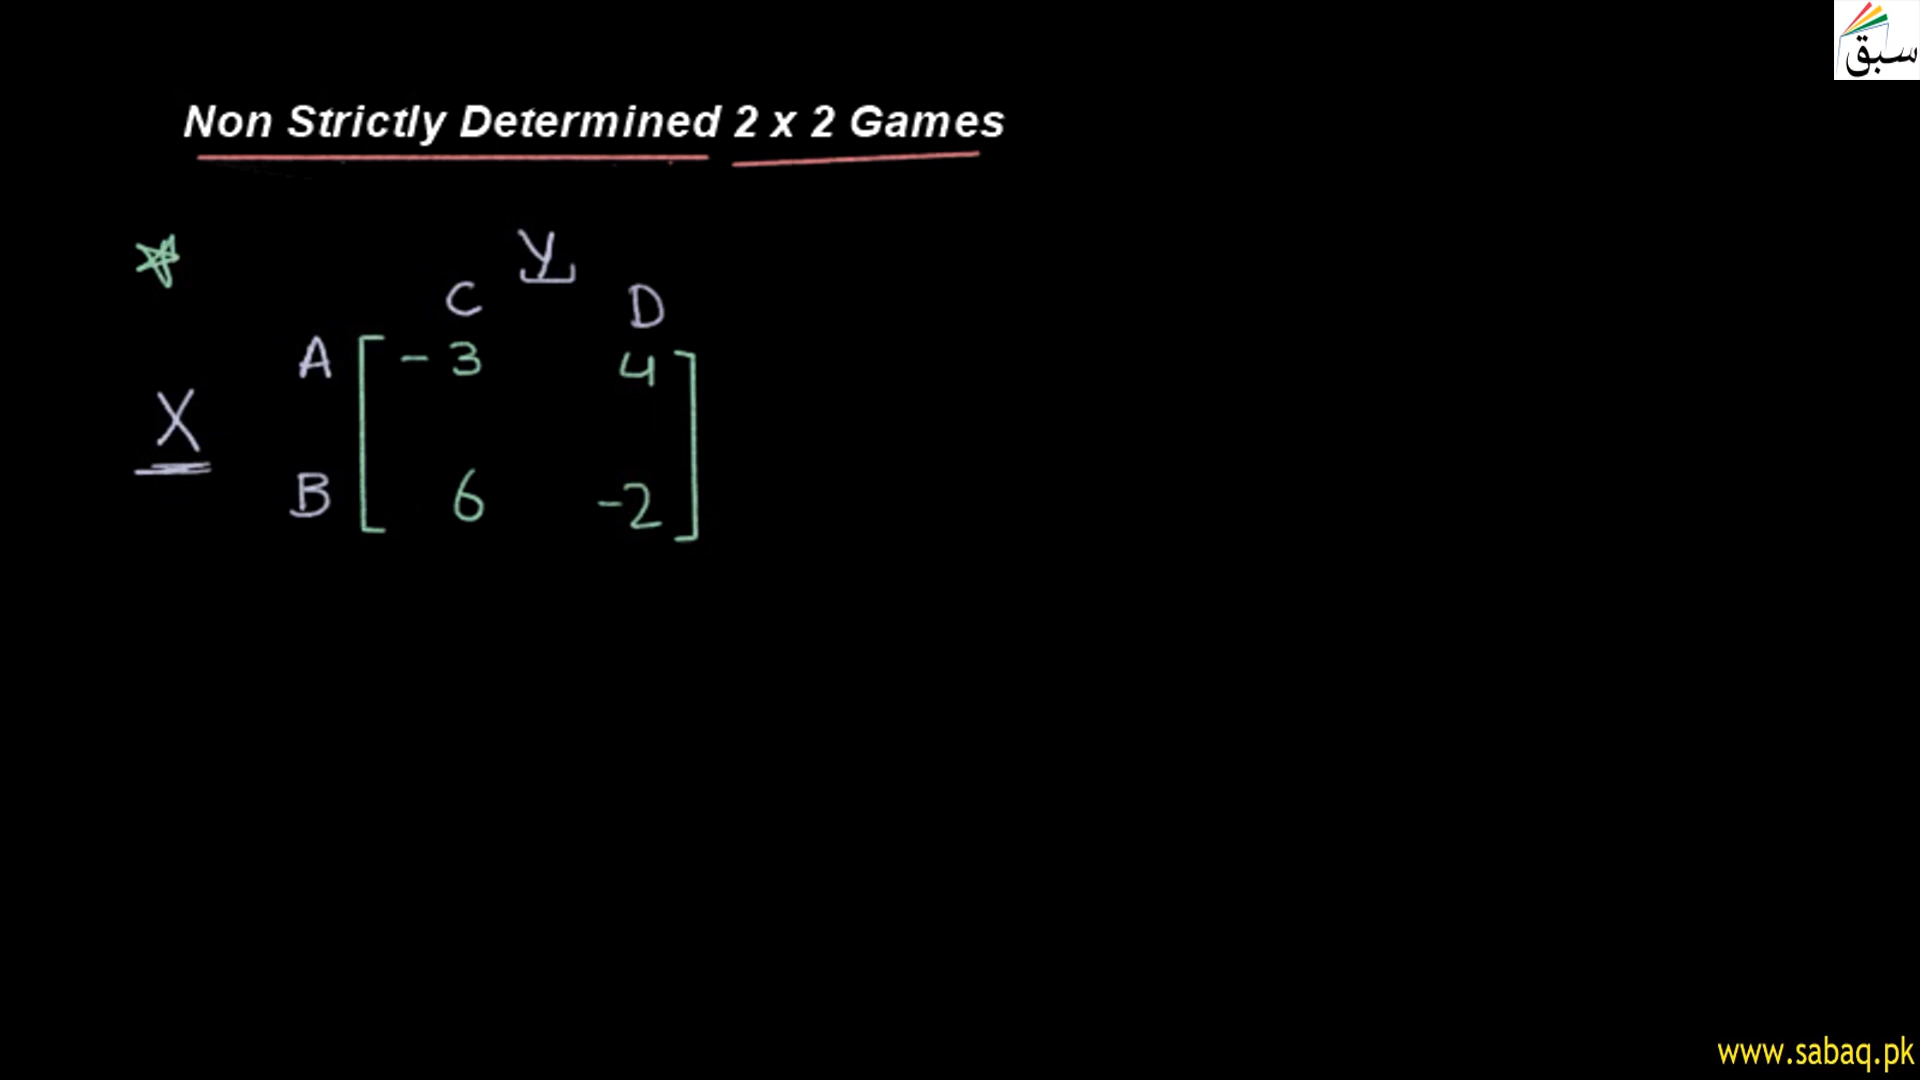 سبق
Non Strictly Determined 2 x 2 Games
Y
C D
A - 3 4
X
B 6 -2
www.sabaq.pk